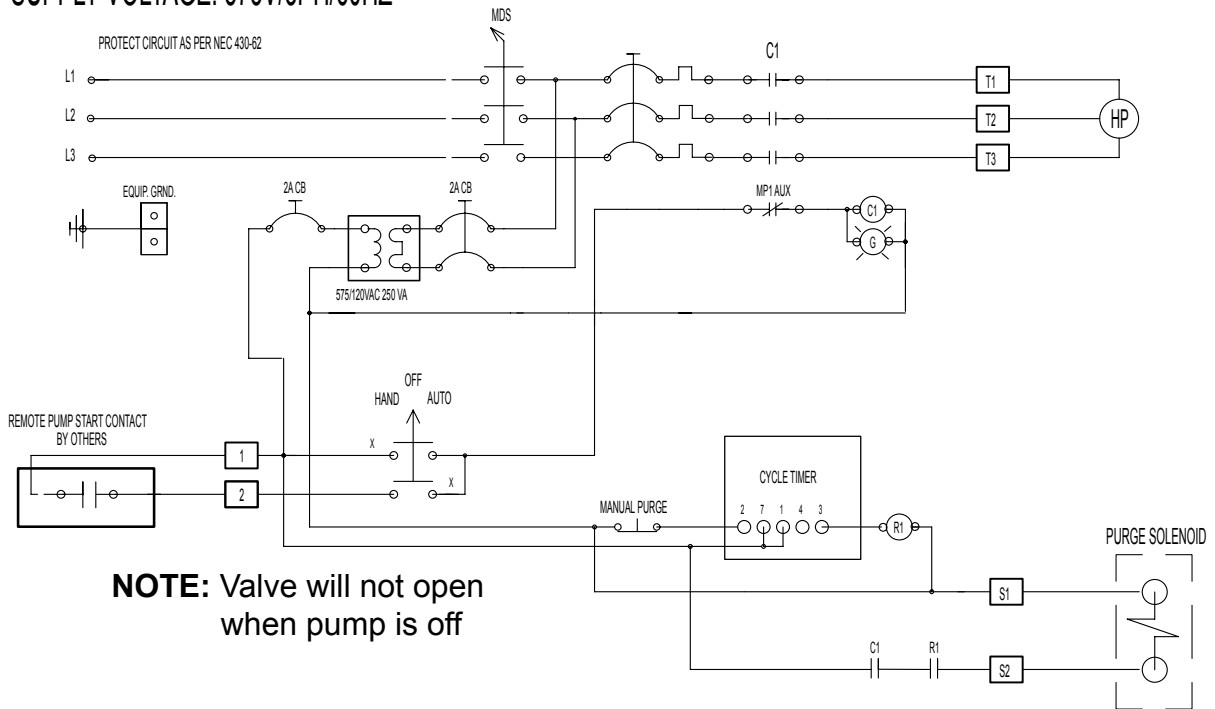 MDS
PROTECT CIRCUIT AS PER NEC 430-62
C1
L1
T1
L2
T2
HP
L3
T3
EQUIP. GRND.
2A CB
2A CB
MP1 AUX
C1
G
575/120VAC 250 VA
OFF
HAND
AUTO
REMOTE PUMP START CONTACT
BY OTHERS
1
X
2
X
CYCLE TIMER
MANUAL PURGE
2 7 1 4 3
R1
PURGE SOLENOID
NOTE: Valve will not open
when pump is off
S1
C1
R1
S2